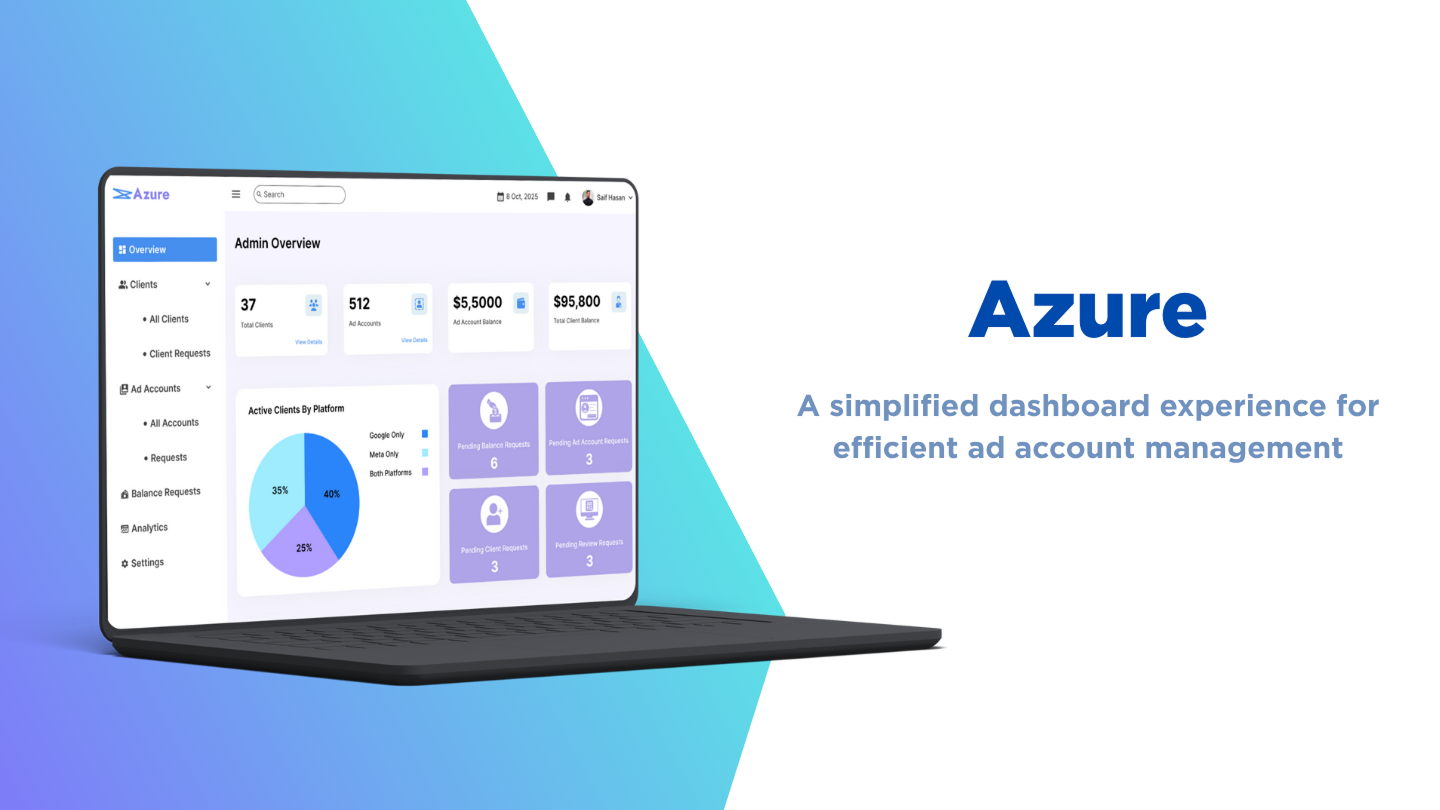 Azure
Search
8 Oct, 2025
Saif Hasan
Overview
Clients
• All Clients
• Client Requests
Ad Accounts
• All Accounts
• Requests
Balance Requests
Analytics
Settings
Admin Overview
37
Total Clients
View Details
512
Ad Accounts
View Details
$5,5000
Ad Account Balance
$95,800
Total Client Balance
Active Clients By Platform
Google Only
Meta Only
Both Platforms
35%
40%
25%
Pending Balance Requests
6
Pending Ad Account Requests
3
Pending Client Requests
3
Pending Review Requests
3
Azure
A simplified dashboard experience for
efficient ad account management